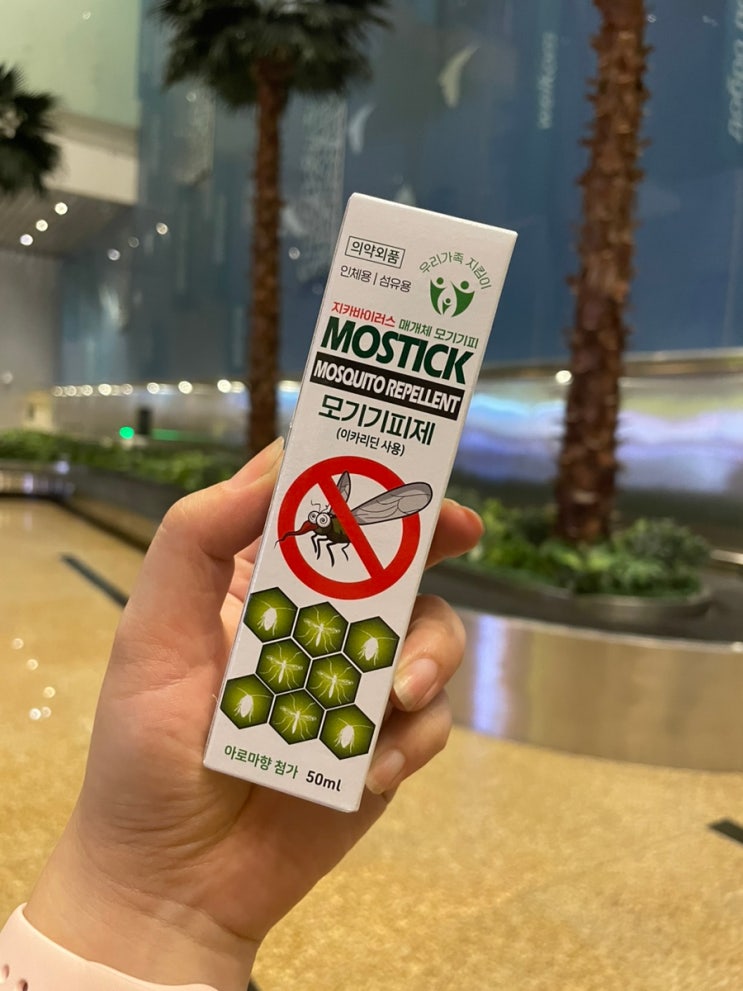 의약외품
인체용 | 섬유용
우리가족 지킴이
지카바이러스 매개체 모기기피
MOSTICK
MOSQUITO REPELLENT
모기기피제
(이카리딘 사용)
아로마향 첨가 50ml